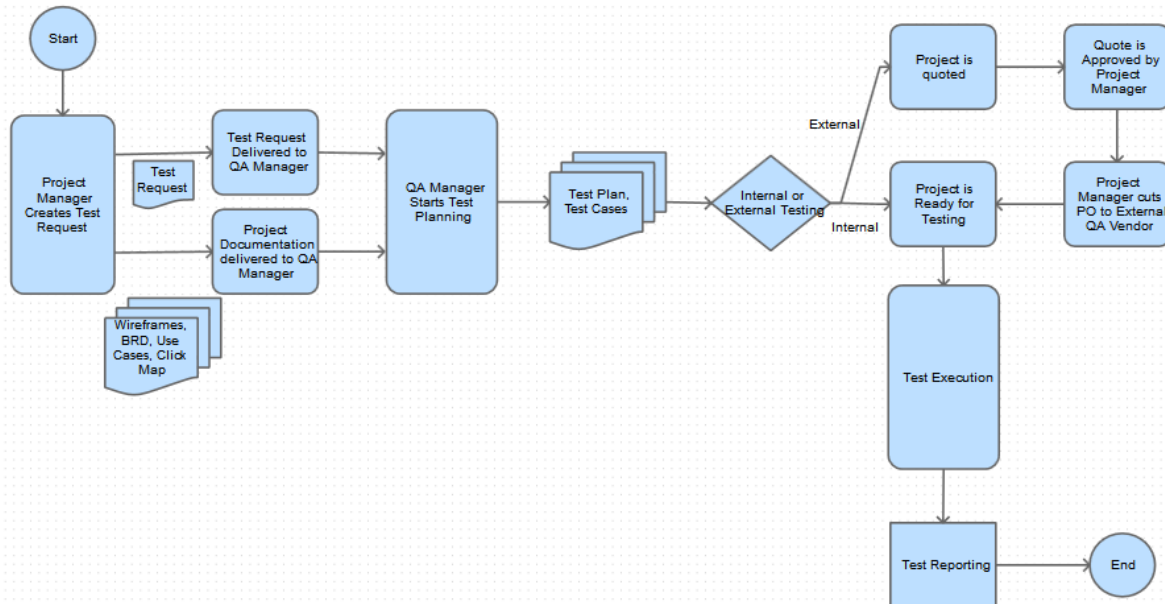 Start
Project
Manager
Creates Test
Request
Test
Request
Test Request
Delivered to
QA Manager
Project
Documentation
delivered to QA
Manager
Wireframes,
BRD, Use
Cases, Click
Map
QA Manager
Starts Test
Planning
Test Plan,
Test Cases
Internal or
External Testing
External
Internal
Project is
quoted
Quote is
Approved by
Project
Manager
Project
Manager cuts
PO to External
QA Vendor
Project is
Ready for
Testing
Test Execution
Test Reporting
End